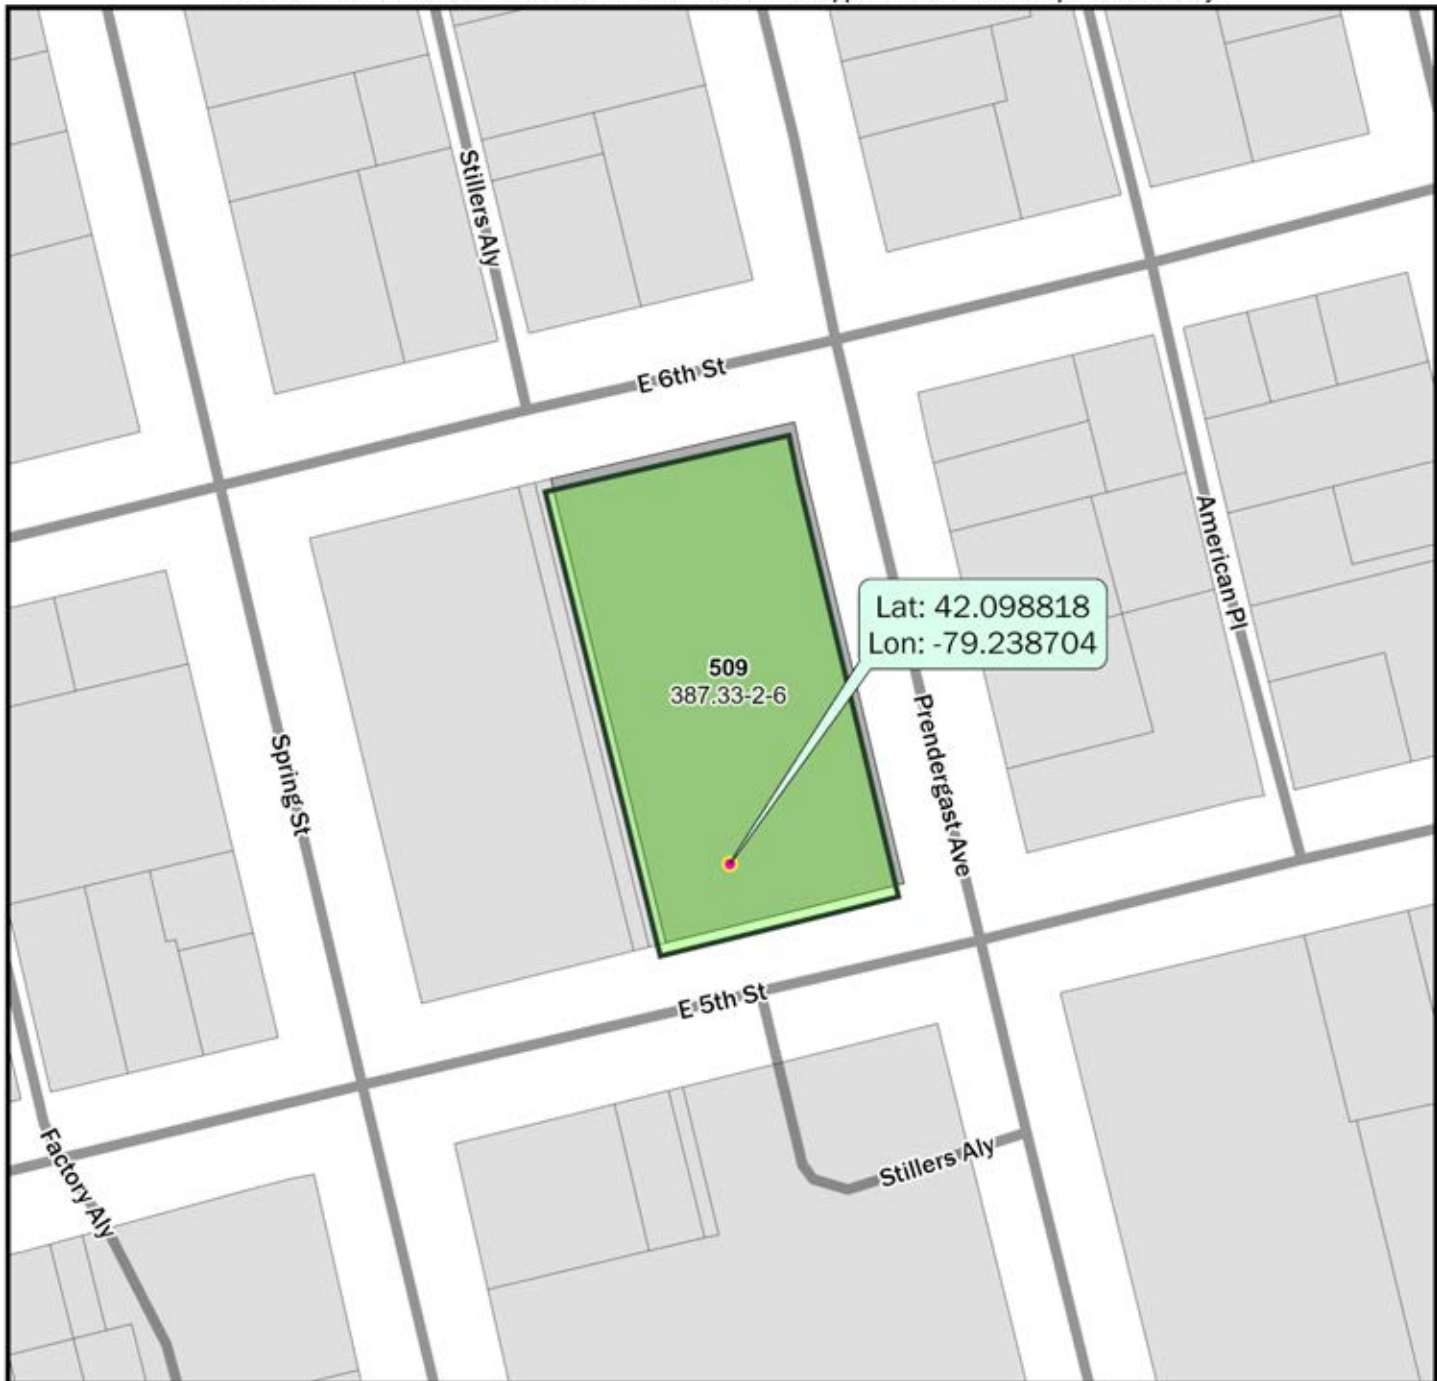 Stillers Aly
E 6th St
American Pl
Lat: 42.098818
Lon: -79.238704
509
387.33-2-6
Prendergast Ave
Spring St
E 5th St
Factory Aly
Stillers Aly